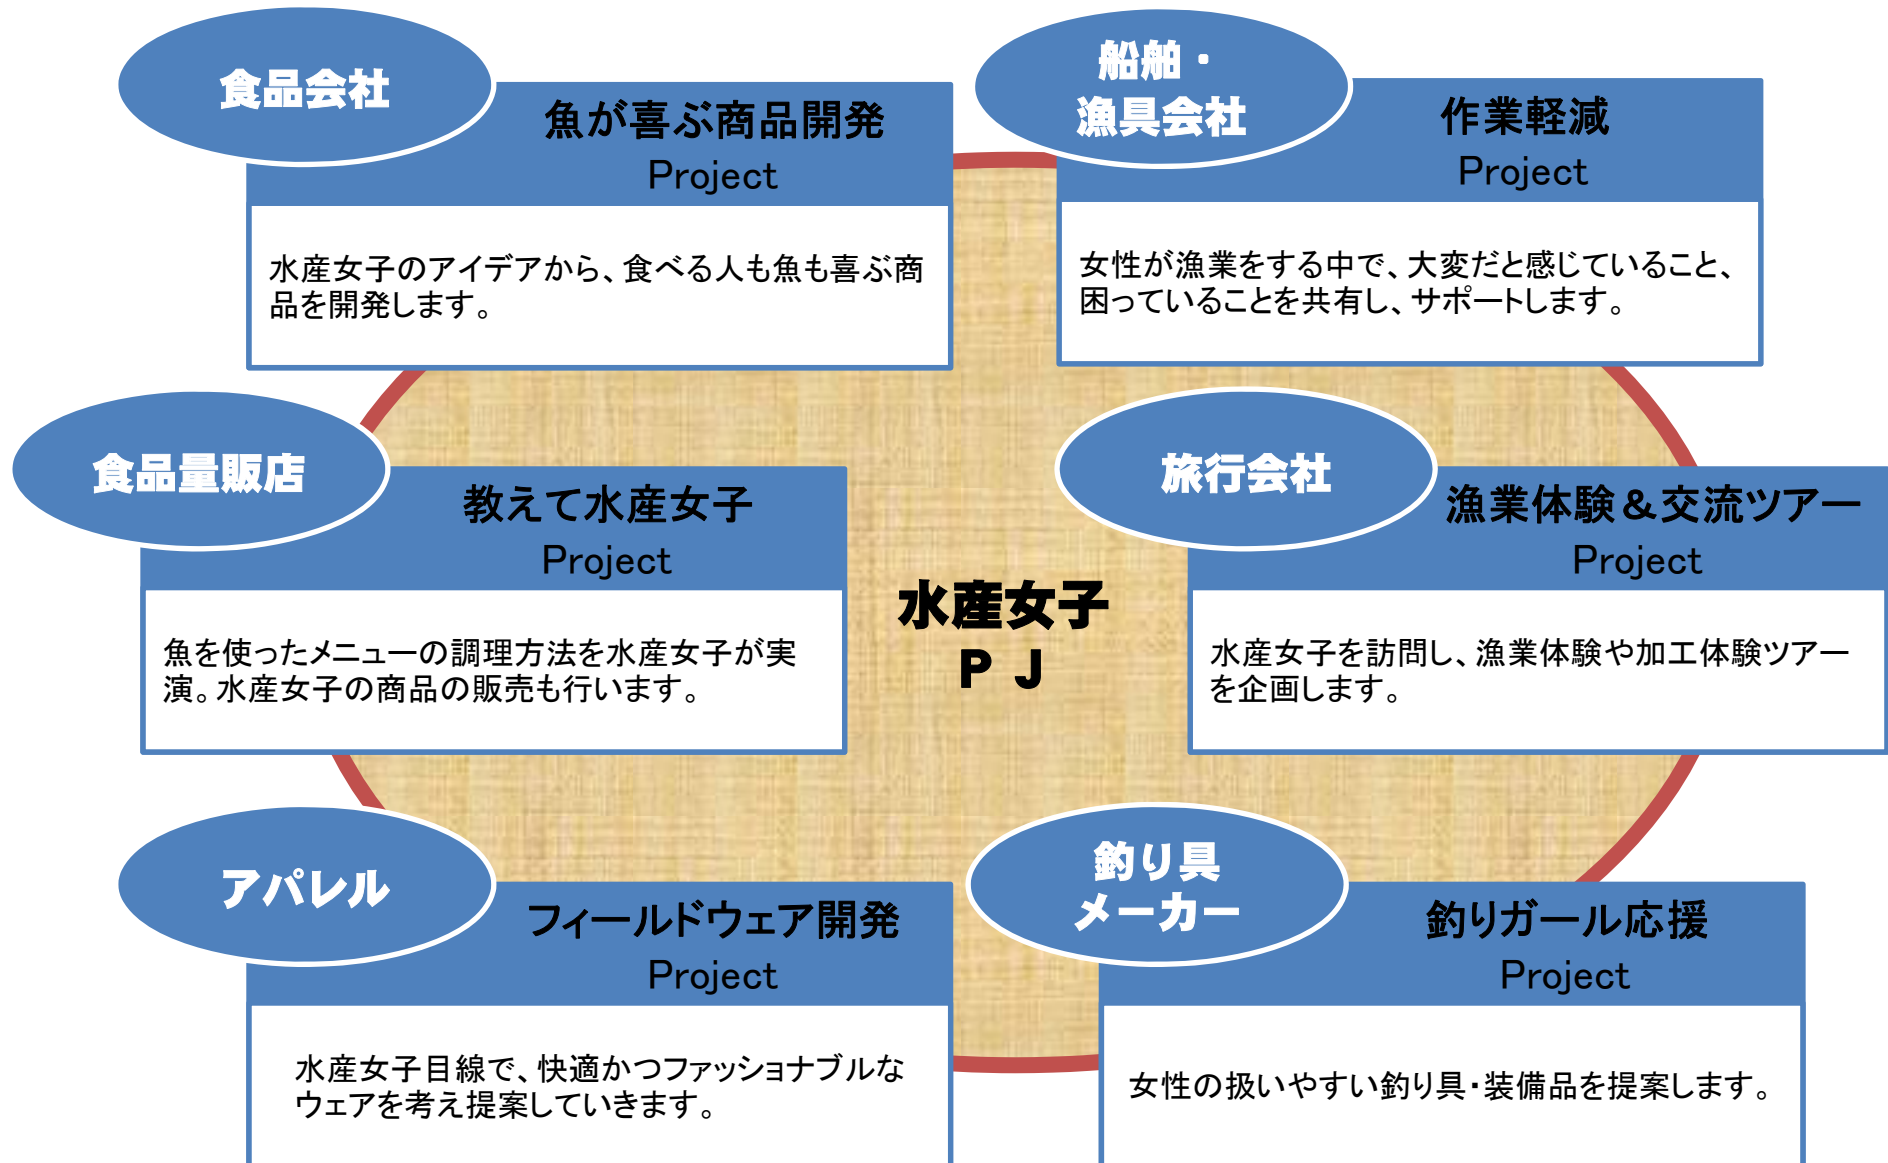 食品会社
魚が喜ぶ商品開発
Project
水産女子のアイデアから、食べる人も魚も喜ぶ商
品を開発します。
船舶・
漁具会社
作業軽減
Project
女性が漁業をする中で、大変だと感じていること、
困っていることを共有し、サポートします。
食品量販店
教えて水産女子
Project
魚を使ったメニューの調理方法を水産女子が実
演。水産女子の商品の販売も行います。
水産女子
ＰＪ
旅行会社
漁業体験＆交流ツアー
Project
水産女子を訪問し、漁業体験や加工体験ツアー
を企画します。
アパレル
フィールドウェア開発
Project
水産女子目線で、快適かつファッショナブルな
ウェアを考え提案していきます。
釣り具
メーカー
釣りガール応援
Project
女性の扱いやすい釣り具・装備品を提案します。